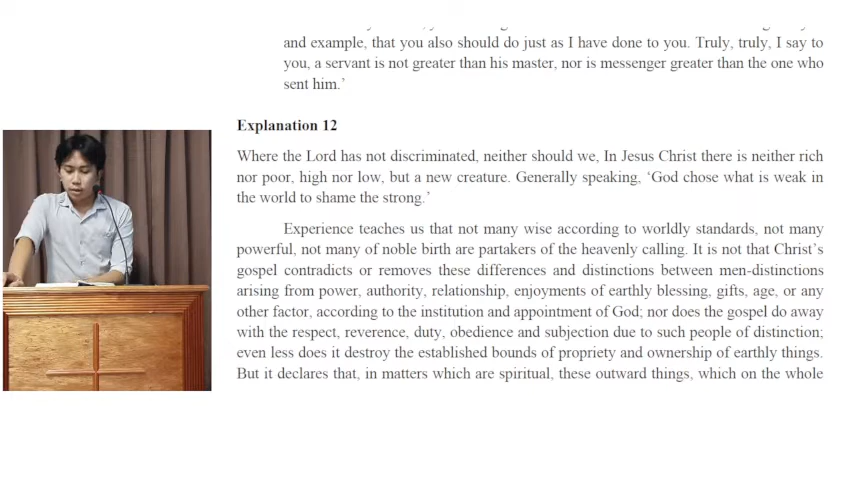 and example, that you also should do just as I have done to you. Truly, truly, I say to
you, a servant is not greater than his master, nor is messenger greater than the one who
sent him.’
Explanation 12
Where the Lord has not discriminated, neither should we, In Jesus Christ there is neither rich
nor poor, high nor low, but a new creature. Generally speaking, ‘God chose what is weak in
the world to shame the strong.’
Experience teaches us that not many wise according to worldly standards, not many
powerful, not many of noble birth are partakers of the heavenly calling. It is not that Christ’s
gospel contradicts or removes these differences and distinctions between men-distinctions
arising from power, authority, relationship, enjoyments of earthly blessing, gifts, age, or any
other factor, according to the institution and appointment of God; nor does the gospel do away
with the respect, reverence, duty, obedience and subjection due to such people of distinction;
even less does it destroy the established bounds of propriety and ownership of earthly things.
But it declares that, in matters which are spiritual, these outward things, which on the whole